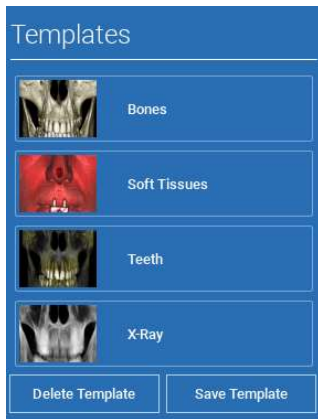 Templates
Bones
Soft Tissues
Teeth
X-Ray
Delete Template
Save Template